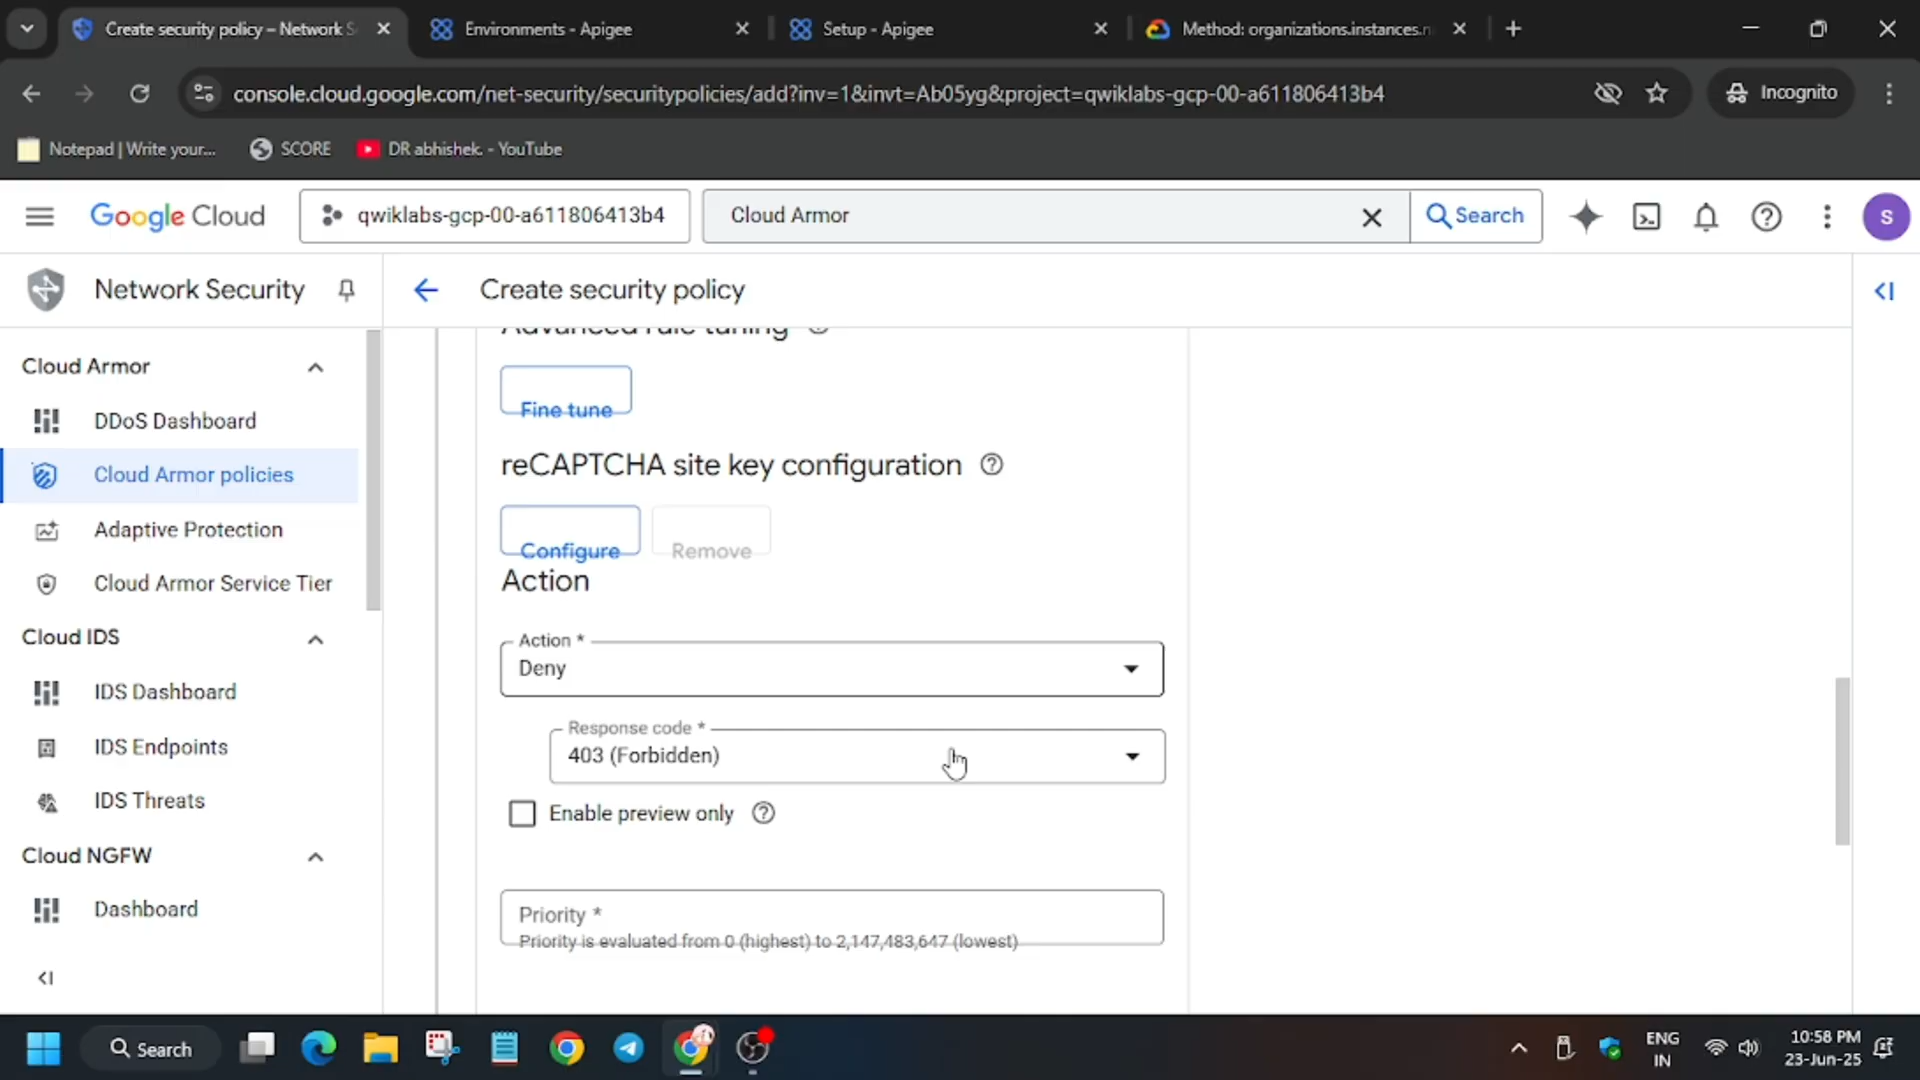 Create security policy – Network S
Environments - Apigee
Setup - Apigee
Method: organizations.instances.n
console.cloud.google.com/net-security/securitypolicies/add?inv=1&invt=Ab05yg&project=qwiklabs-gcp-00-a611806413b4
Incognito
Notepad | Write your...
SCORE
DR abhishek. - YouTube
Google Cloud
qwiklabs-gcp-00-a611806413b4
Cloud Armor
Search
S
Network Security
Create security policy
Advanced rule tuning
Cloud Armor
Fine tune
DDoS Dashboard
reCAPTCHA site key configuration
Cloud Armor policies
Adaptive Protection
Configure
Remove
Cloud Armor Service Tier
Action
Cloud IDS
Action *
Deny
IDS Dashboard
Response code *
IDS Endpoints
403 (Forbidden)
IDS Threats
Enable preview only
Cloud NGFW
Dashboard
Priority *
Priority is evaluated from 0 (highest) to 2,147,483,647 (lowest)
Search
ENG
IN
10:58 PM
23-Jun-25